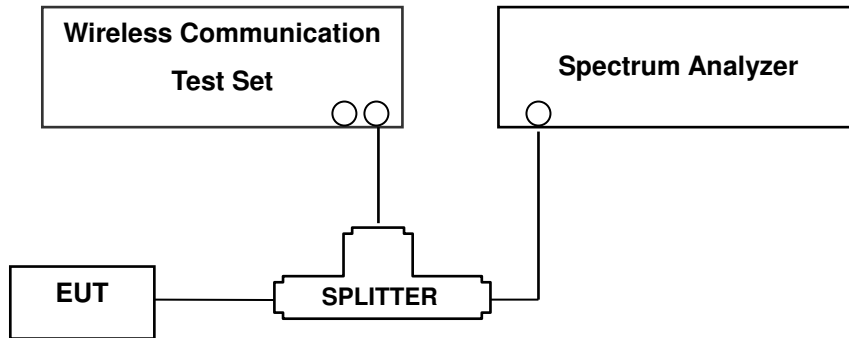 Wireless Communication
Test Set
Spectrum Analyzer
EUT
SPLITTER